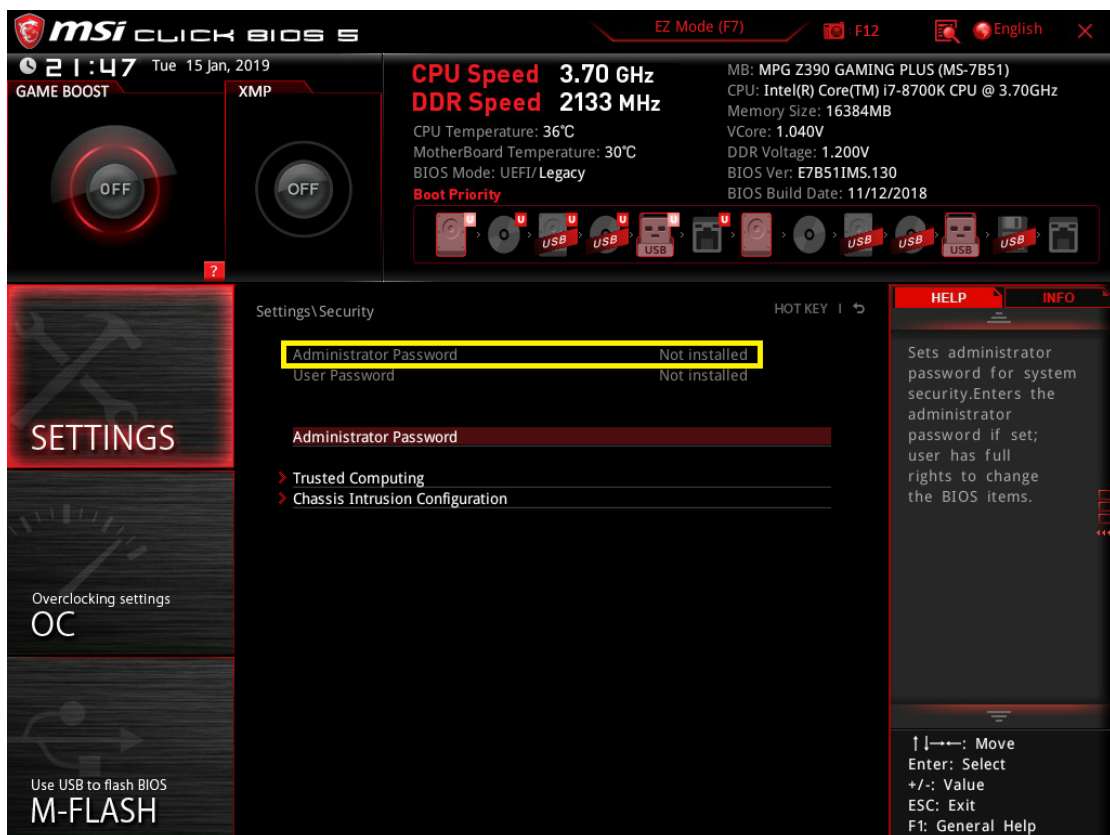 msi CLICK BIOS 5
EZ Mode (F7)
: F12
English
21:47 Tue 15 Jan, 2019
GAME BOOST
XMP
OFF
OFF
?
CPU Speed 3.70 GHz
DDR Speed 2133 MHz
CPU Temperature: 36°C
MotherBoard Temperature: 30°C
BIOS Mode: UEFI/Legacy
Boot Priority
MB: MPG Z390 GAMING PLUS (MS-7B51)
CPU: Intel(R) Core(TM) i7-8700K CPU @ 3.70GHz
Memory Size: 16384MB
VCore: 1.040V
DDR Voltage: 1.200V
BIOS Ver: E7B51IMS.130
BIOS Build Date: 11/12/2018
U U U U U U
USB USB USB USB USB USB USB
SETTINGS
Overclocking settings
OC
Use USB to flash BIOS
M-FLASH
Settings\Security
HOT KEY | ⮌
Administrator Password Not installed
User Password Not installed
Administrator Password
> Trusted Computing
> Chassis Intrusion Configuration
HELP INFO
Sets administrator
password for system
security.Enters the
administrator
password if set;
user has full
rights to change
the BIOS items.
↑↓→←: Move
Enter: Select
+/-: Value
ESC: Exit
F1: General Help